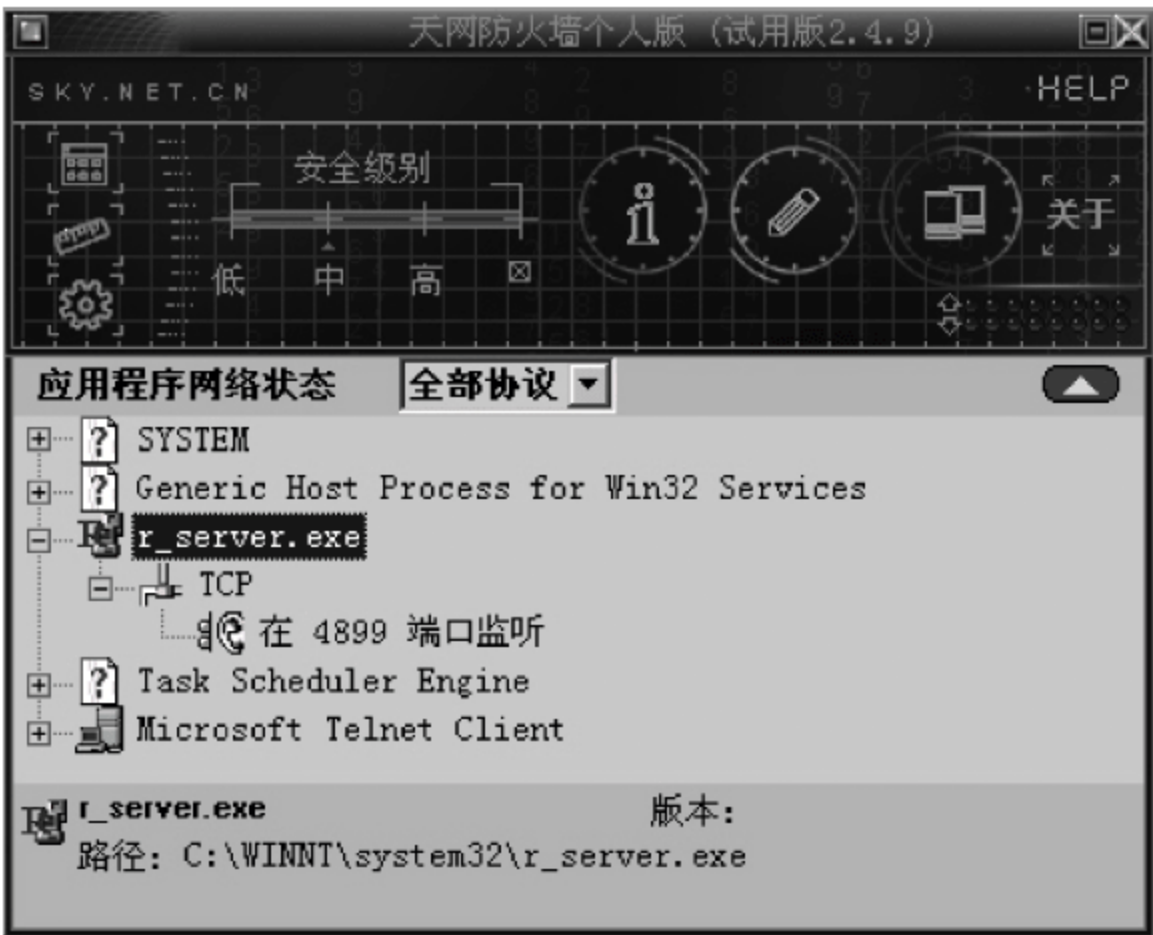 天网防火墙个人版 (试用版2.4.9)
SKY.NET.CN
HELP
安全级别
低 中 高
关于
应用程序网络状态 全部协议
SYSTEM
Generic Host Process for Win32 Services
r_server.exe
TCP
在 4899 端口监听
Task Scheduler Engine
Microsoft Telnet Client
r_server.exe 版本:
路径: C:\WINNT\system32\r_server.exe